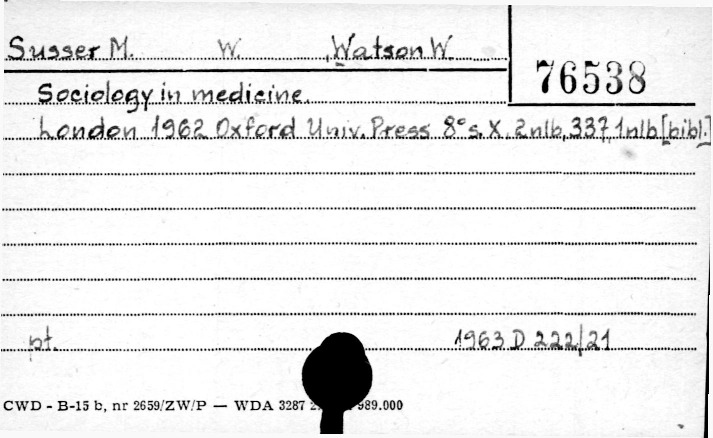 Susser M. W. Watson W.
76538
Sociology in medicine.
London 1962 Oxford Univ. Press 8° s. X, 2nlb, 337, 1nlb [bibl.]
pt. 1963 D 222/21
CWD - B-15 b, nr 2659/ZW/P — WDA 3287 989.000